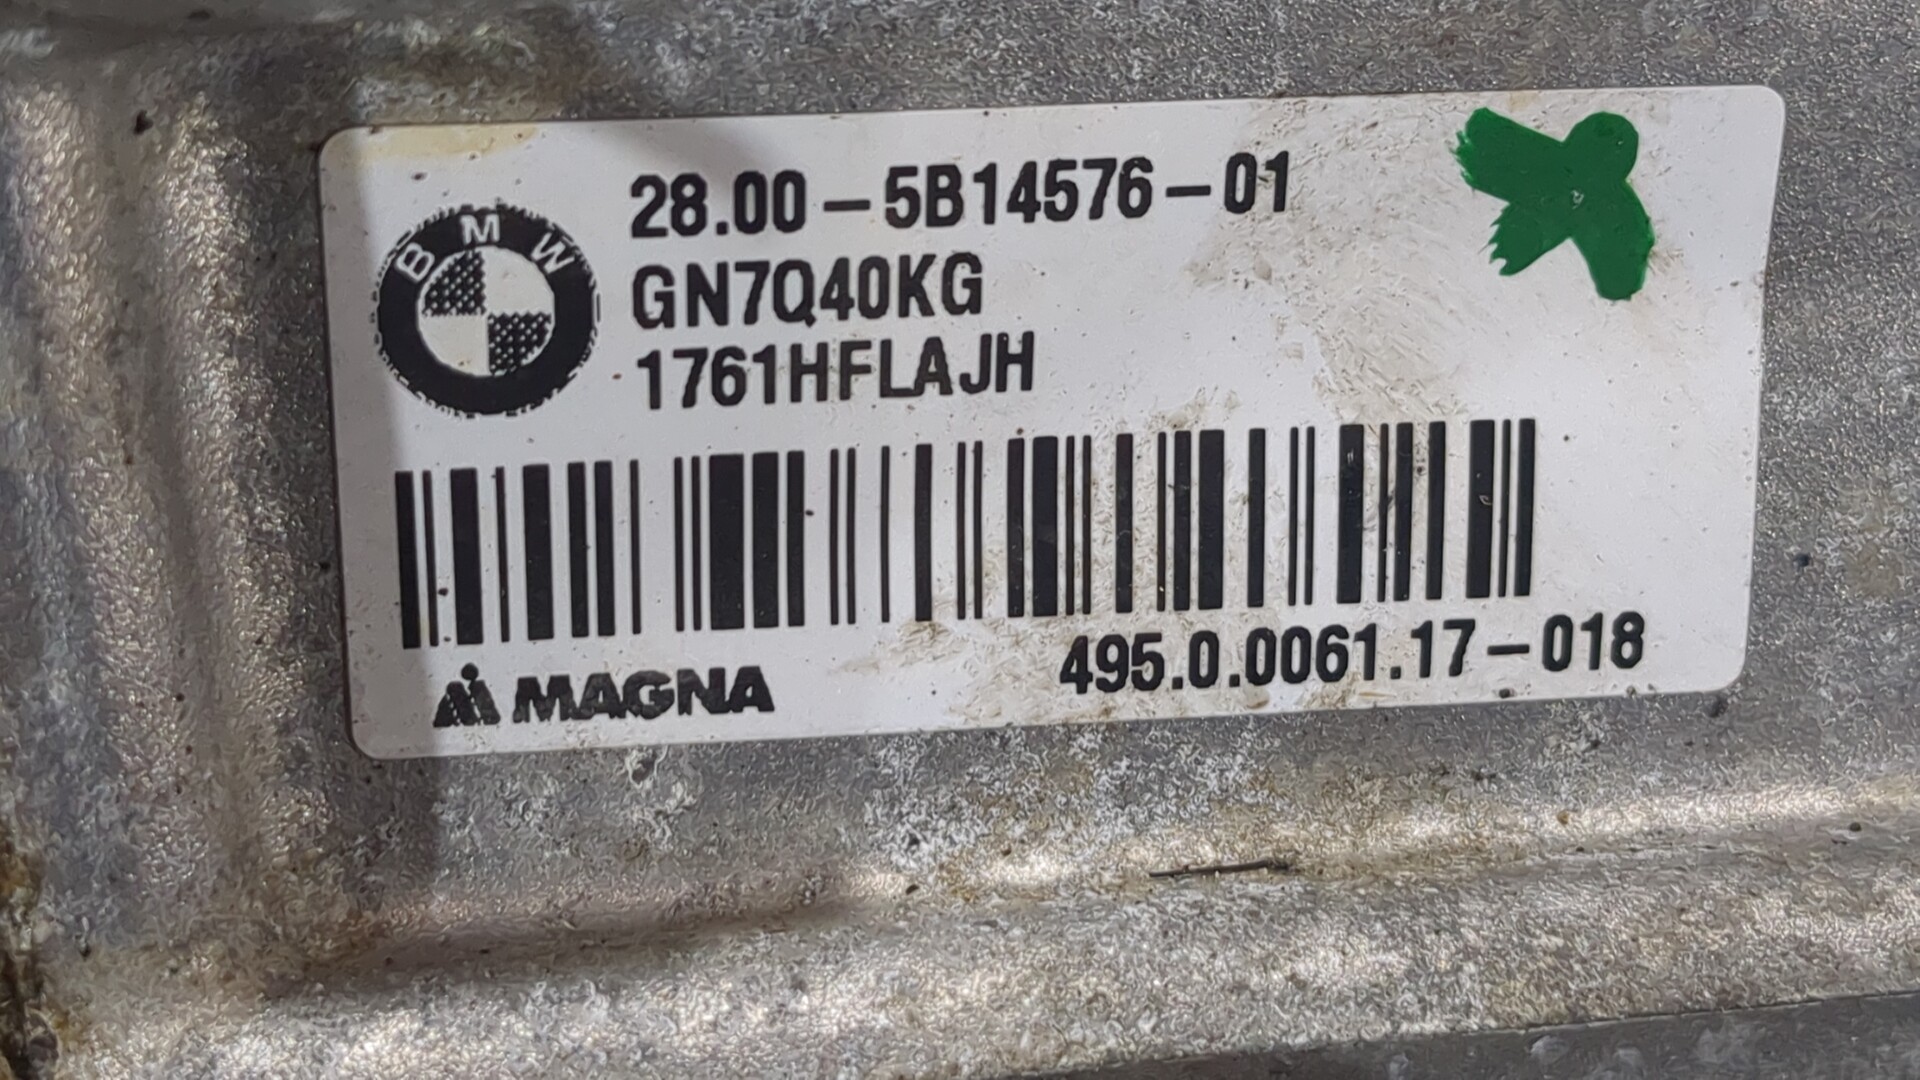 BMW
28.00-5B14576-01
GN7Q40KG
1761HFLAJH
MAGNA
495.0.0061.17-018